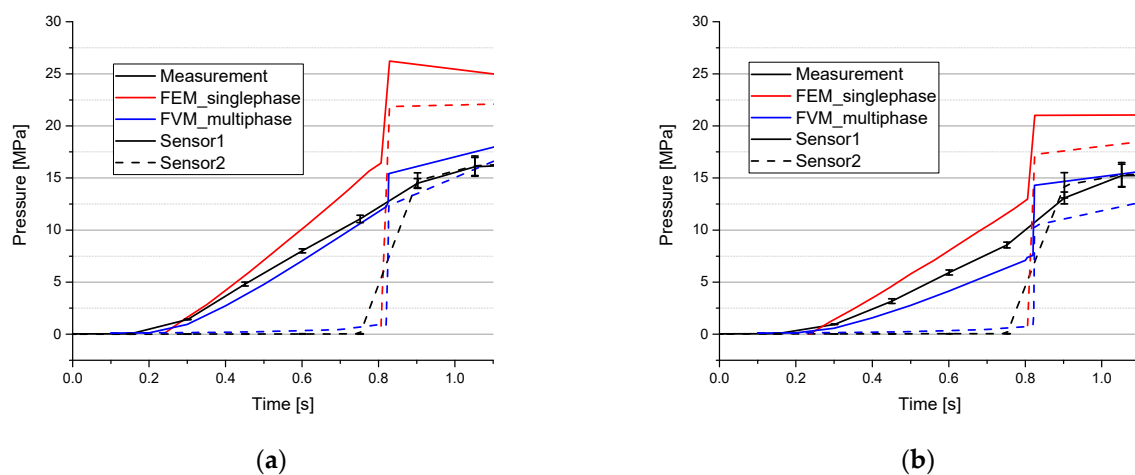 30
25
20
15
10
5
0
Pressure [MPa]
Measurement
FEM_singlephase
FVM_multiphase
Sensor1
Sensor2
0.0 0.2 0.4 0.6 0.8 1.0
Time [s]
(a)
30
25
20
15
10
5
0
Pressure [MPa]
Measurement
FEM_singlephase
FVM_multiphase
Sensor1
Sensor2
0.0 0.2 0.4 0.6 0.8 1.0
Time [s]
(b)